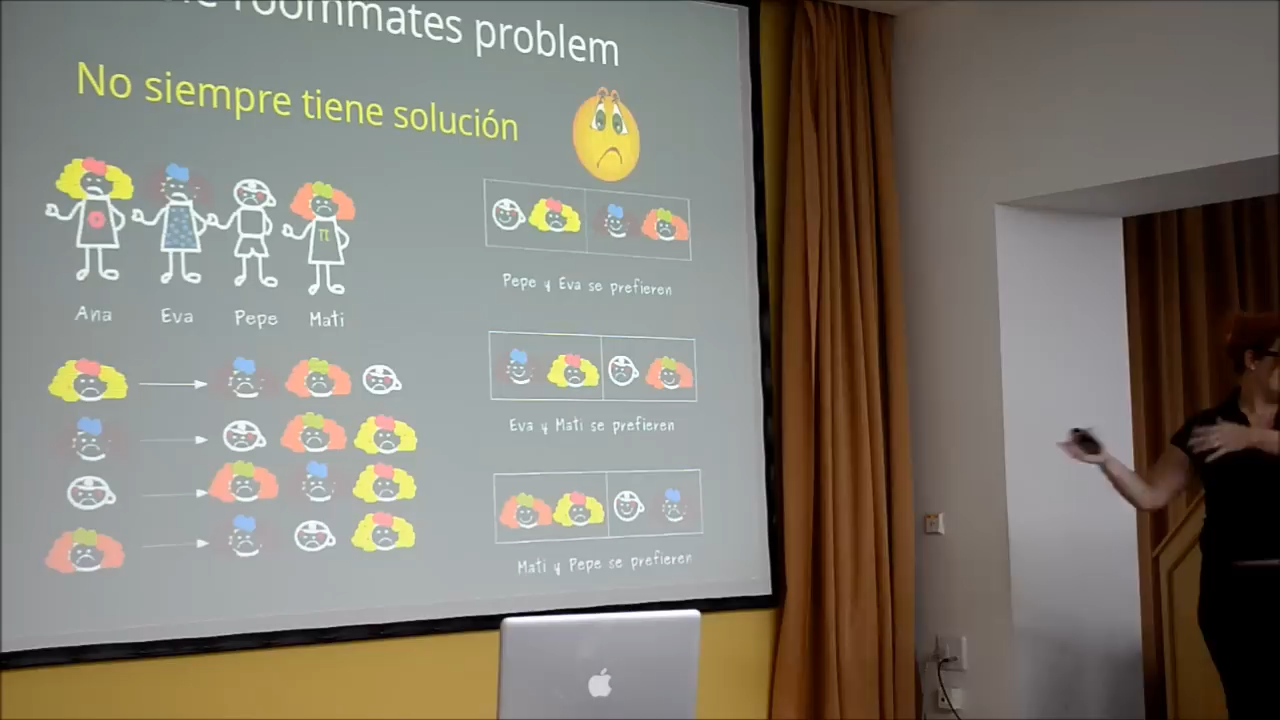 roommates problem
No siempre tiene solución
Ana Eva Pepe Mati
π
Pepe y Eva se prefieren
Eva y Mati se prefieren
Mati y Pepe se prefieren